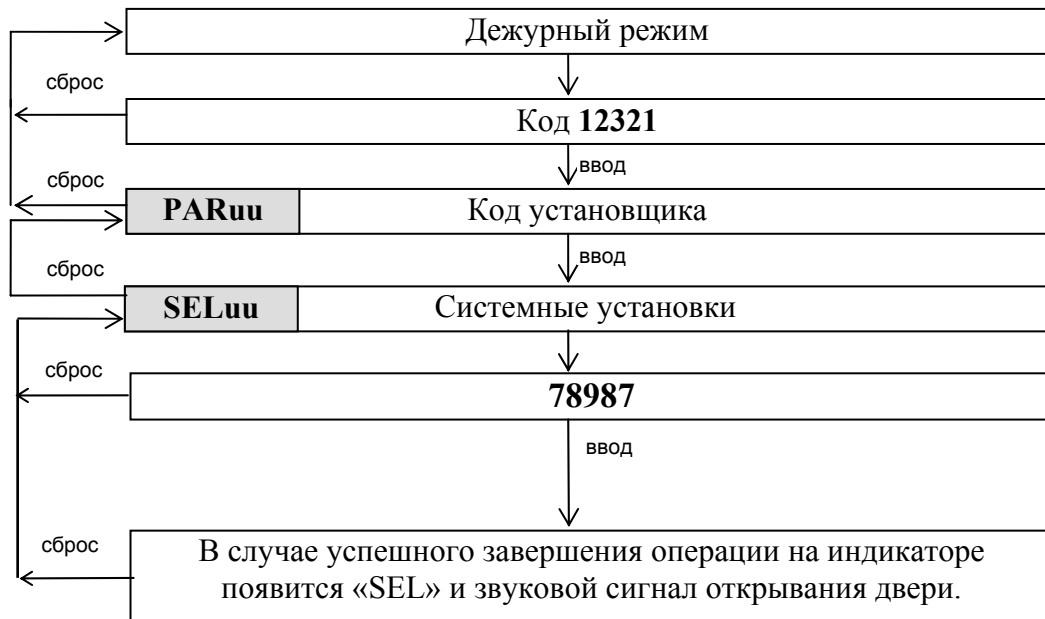 Дежурный режим
сброс
Код 12321
ввод
сброс
PARuu Код установщика
ввод
сброс
SELuu Системные установки
сброс
78987
ввод
сброс
В случае успешного завершения операции на индикаторе
появится «SEL» и звуковой сигнал открывания двери.